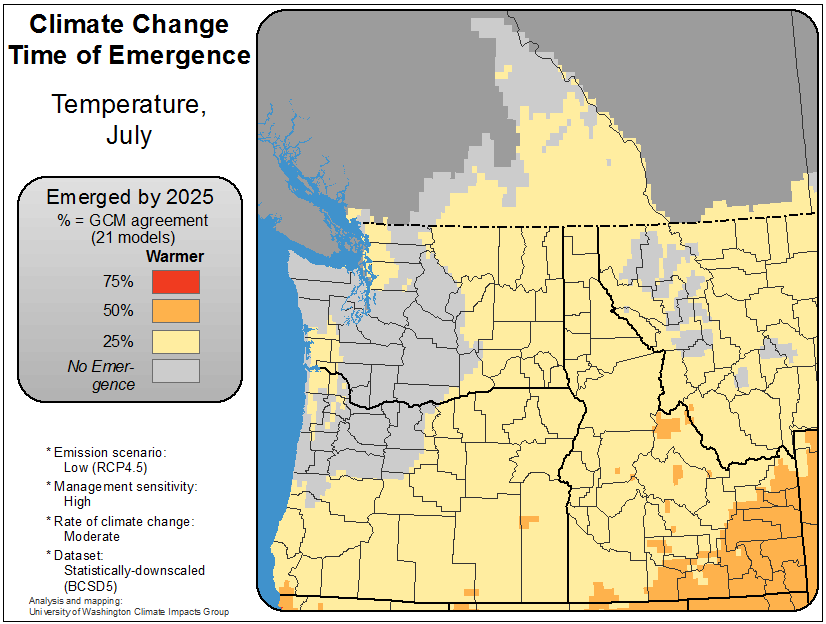 Climate Change
Time of Emergence
Temperature,
July
Emerged by 2025
% = GCM agreement
(21 models)
Warmer
75%
50%
25%
No Emer-
gence
* Emission scenario:
Low (RCP4.5)
* Management sensitivity:
High
* Rate of climate change:
Moderate
* Dataset:
Statistically-downscaled
(BCSD5)
Analysis and mapping:
University of Washington Climate Impacts Group